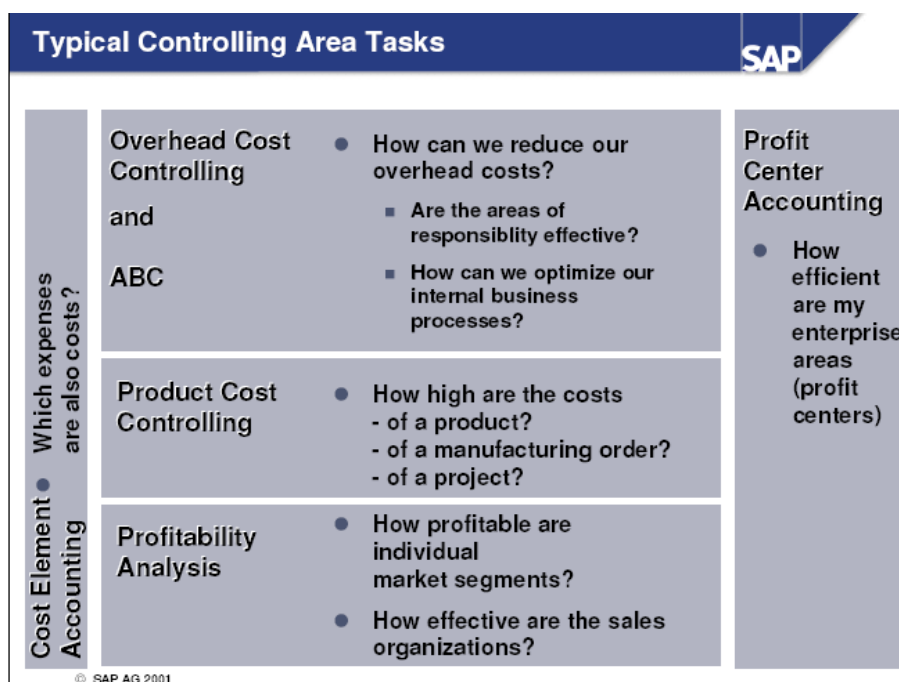 Typical Controlling Area Tasks
SAP
Cost Element
Accounting
● Which expenses
are also costs?
Overhead Cost
Controlling
and
ABC
● How can we reduce our
overhead costs?
■ Are the areas of
responsiblity effective?
■ How can we optimize our
internal business
processes?
Product Cost
Controlling
● How high are the costs
- of a product?
- of a manufacturing order?
- of a project?
Profitability
Analysis
● How profitable are
individual
market segments?
● How effective are the sales
organizations?
Profit
Center
Accounting
● How
efficient
are my
enterprise
areas
(profit
centers)
© SAP AG 2001